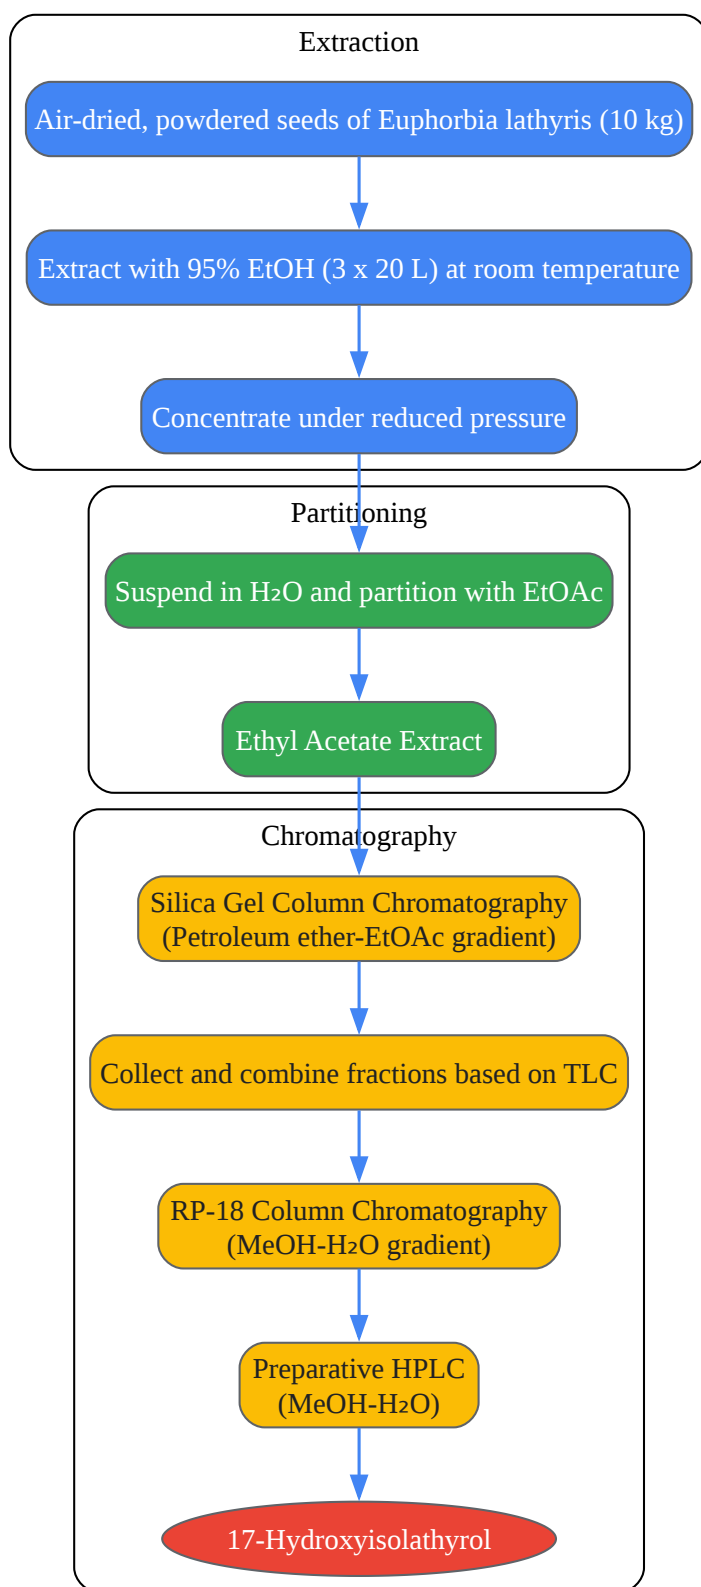 Extraction
Air-dried, powdered seeds of Euphorbia lathyris (10 kg)
Extract with 95% EtOH (3 x 20 L) at room temperature
Concentrate under reduced pressure
Partitioning
Suspend in H₂O and partition with EtOAc
Ethyl Acetate Extract
Chromatography
Silica Gel Column Chromatography
(Petroleum ether-EtOAc gradient)
Collect and combine fractions based on TLC
RP-18 Column Chromatography
(MeOH-H₂O gradient)
Preparative HPLC
(MeOH-H₂O)
17-Hydroxyisolathyrol